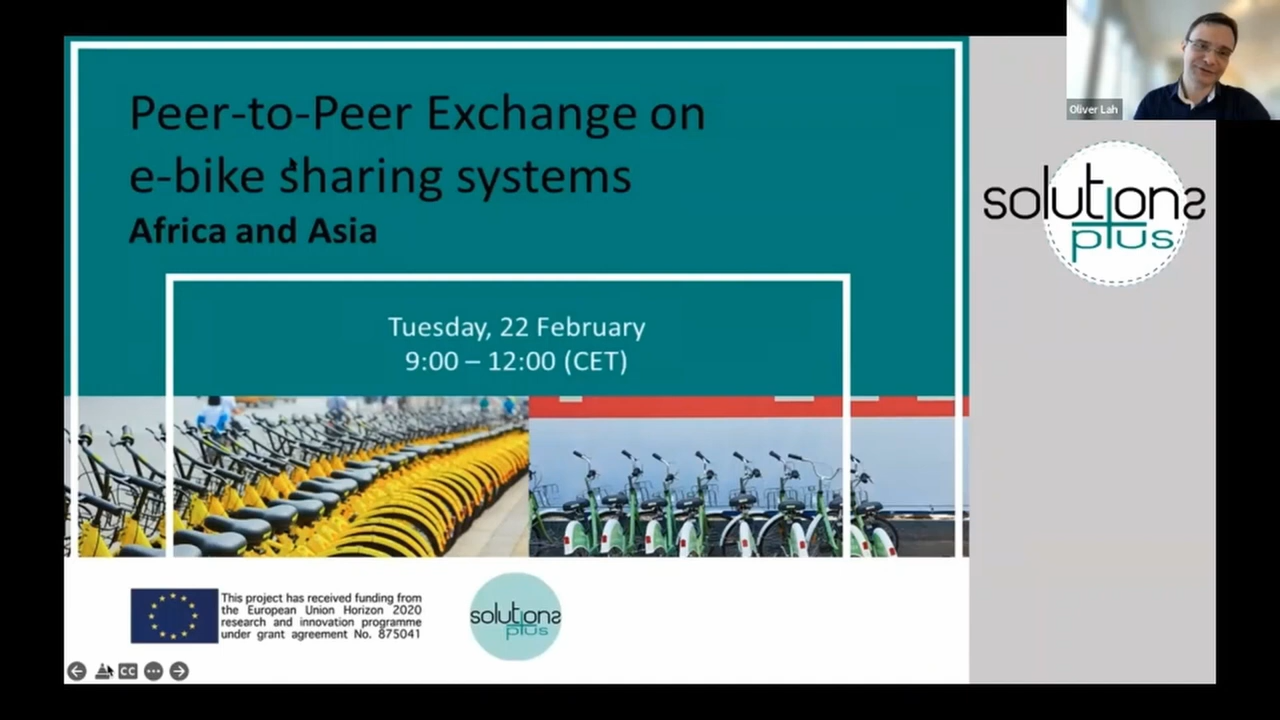 Peer-to-Peer Exchange on
e-bike sharing systems
Africa and Asia
Tuesday, 22 February
9:00 – 12:00 (CET)
This project has received funding from
the European Union Horizon 2020
research and innovation programme
under grant agreement No. 875041
solutions
plus
CC
Oliver Lah
solutions
plus